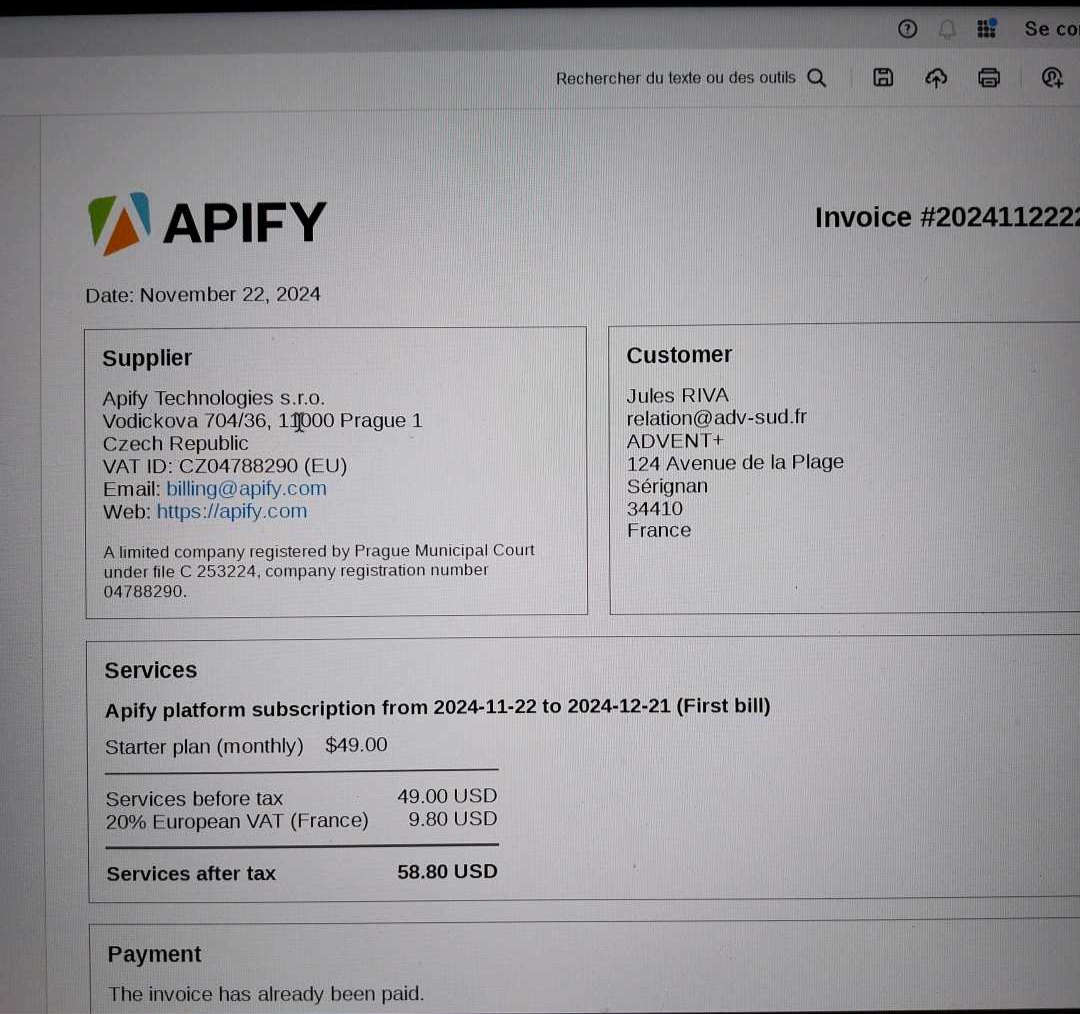 Se co
Rechercher du texte ou des outils
APIFY
Invoice #2024112222
Date: November 22, 2024
Supplier
Apify Technologies s.r.o.
Vodickova 704/36, 11000 Prague 1
Czech Republic
VAT ID: CZ04788290 (EU)
Email: billing@apify.com
Web: https://apify.com
A limited company registered by Prague Municipal Court
under file C 253224, company registration number
04788290.
Customer
Jules RIVA
relation@adv-sud.fr
ADVENT+
124 Avenue de la Plage
Sérignan
34410
France
Services
Apify platform subscription from 2024-11-22 to 2024-12-21 (First bill)
Starter plan (monthly) $49.00
Services before tax 49.00 USD
20% European VAT (France) 9.80 USD
Services after tax 58.80 USD
Payment
The invoice has already been paid.